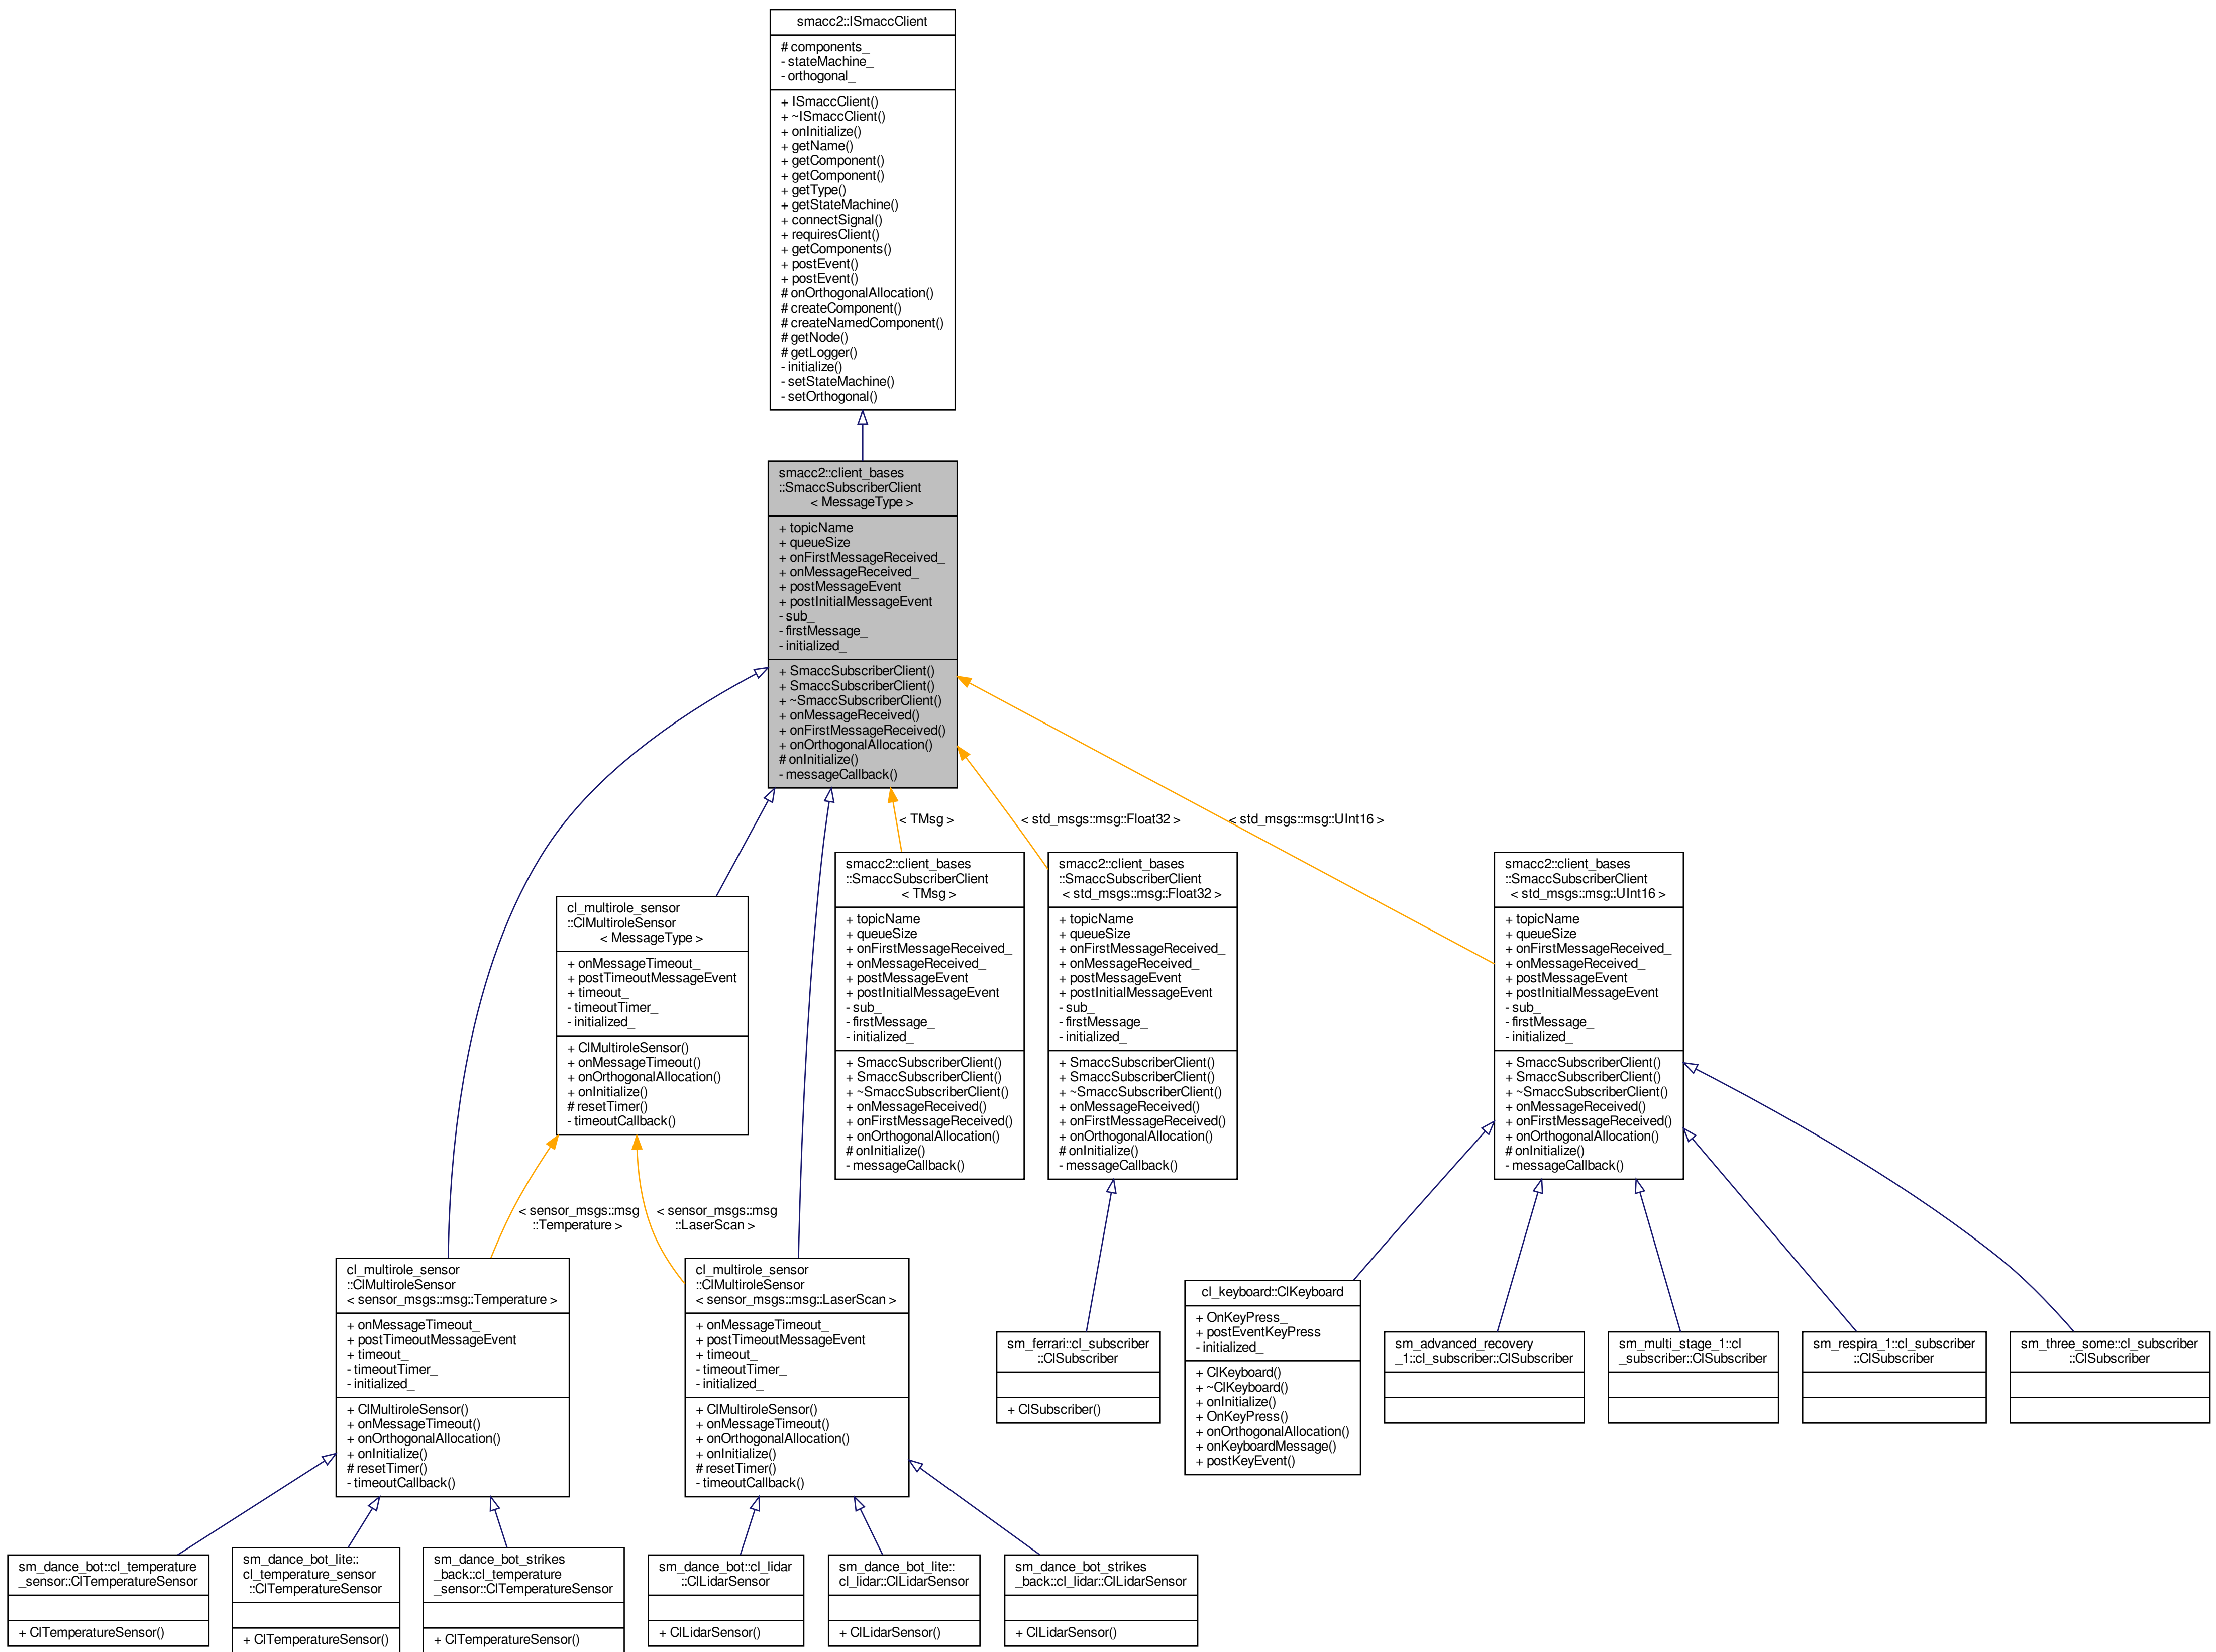 smacc2::ISmaccClient
# components_
- stateMachine_
- orthogonal_
+ ISmaccClient()
+ ~ISmaccClient()
+ onInitialize()
+ getName()
+ getComponent()
+ getComponent()
+ getType()
+ getStateMachine()
+ connectSignal()
+ requiresClient()
+ getComponents()
+ postEvent()
+ postEvent()
# onOrthogonalAllocation()
# createComponent()
# createNamedComponent()
# getNode()
# getLogger()
- initialize()
- setStateMachine()
- setOrthogonal()
smacc2::client_bases
::SmaccSubscriberClient
< MessageType >
+ topicName
+ queueSize
+ onFirstMessageReceived_
+ onMessageReceived_
+ postMessageEvent
+ postInitialMessageEvent
- sub_
- firstMessage_
- initialized_
+ SmaccSubscriberClient()
+ SmaccSubscriberClient()
+ ~SmaccSubscriberClient()
+ onMessageReceived()
+ onFirstMessageReceived()
+ onOrthogonalAllocation()
# onInitialize()
- messageCallback()
< TMsg >
< std_msgs::msg::Float32 >
< std_msgs::msg::UInt16 >
cl_multirole_sensor
::ClMultiroleSensor
< MessageType >
+ onMessageTimeout_
+ postTimeoutMessageEvent
+ timeout_
- timeoutTimer_
- initialized_
+ ClMultiroleSensor()
+ onMessageTimeout()
+ onOrthogonalAllocation()
+ onInitialize()
# resetTimer()
- timeoutCallback()
smacc2::client_bases
::SmaccSubscriberClient
< TMsg >
+ topicName
+ queueSize
+ onFirstMessageReceived_
+ onMessageReceived_
+ postMessageEvent
+ postInitialMessageEvent
- sub_
- firstMessage_
- initialized_
+ SmaccSubscriberClient()
+ SmaccSubscriberClient()
+ ~SmaccSubscriberClient()
+ onMessageReceived()
+ onFirstMessageReceived()
+ onOrthogonalAllocation()
# onInitialize()
- messageCallback()
smacc2::client_bases
::SmaccSubscriberClient
< std_msgs::msg::Float32 >
+ topicName
+ queueSize
+ onFirstMessageReceived_
+ onMessageReceived_
+ postMessageEvent
+ postInitialMessageEvent
- sub_
- firstMessage_
- initialized_
+ SmaccSubscriberClient()
+ SmaccSubscriberClient()
+ ~SmaccSubscriberClient()
+ onMessageReceived()
+ onFirstMessageReceived()
+ onOrthogonalAllocation()
# onInitialize()
- messageCallback()
smacc2::client_bases
::SmaccSubscriberClient
< std_msgs::msg::UInt16 >
+ topicName
+ queueSize
+ onFirstMessageReceived_
+ onMessageReceived_
+ postMessageEvent
+ postInitialMessageEvent
- sub_
- firstMessage_
- initialized_
+ SmaccSubscriberClient()
+ SmaccSubscriberClient()
+ ~SmaccSubscriberClient()
+ onMessageReceived()
+ onFirstMessageReceived()
+ onOrthogonalAllocation()
# onInitialize()
- messageCallback()
< sensor_msgs::msg
::Temperature >
< sensor_msgs::msg
::LaserScan >
cl_multirole_sensor
::ClMultiroleSensor
< sensor_msgs::msg::Temperature >
+ onMessageTimeout_
+ postTimeoutMessageEvent
+ timeout_
- timeoutTimer_
- initialized_
+ ClMultiroleSensor()
+ onMessageTimeout()
+ onOrthogonalAllocation()
+ onInitialize()
# resetTimer()
- timeoutCallback()
cl_multirole_sensor
::ClMultiroleSensor
< sensor_msgs::msg::LaserScan >
+ onMessageTimeout_
+ postTimeoutMessageEvent
+ timeout_
- timeoutTimer_
- initialized_
+ ClMultiroleSensor()
+ onMessageTimeout()
+ onOrthogonalAllocation()
+ onInitialize()
# resetTimer()
- timeoutCallback()
sm_ferrari::cl_subscriber
::ClSubscriber
+ ClSubscriber()
cl_keyboard::ClKeyboard
+ OnKeyPress_
+ postEventKeyPress
- initialized_
+ ClKeyboard()
+ ~ClKeyboard()
+ onInitialize()
+ OnKeyPress()
+ onOrthogonalAllocation()
+ onKeyboardMessage()
+ postKeyEvent()
sm_advanced_recovery
_1::cl_subscriber::ClSubscriber
sm_multi_stage_1::cl
_subscriber::ClSubscriber
sm_respira_1::cl_subscriber
::ClSubscriber
sm_three_some::cl_subscriber
::ClSubscriber
sm_dance_bot::cl_temperature
_sensor::ClTemperatureSensor
+ ClTemperatureSensor()
sm_dance_bot_lite::
cl_temperature_sensor
::ClTemperatureSensor
+ ClTemperatureSensor()
sm_dance_bot_strikes
_back::cl_temperature
_sensor::ClTemperatureSensor
+ ClTemperatureSensor()
sm_dance_bot::cl_lidar
::ClLidarSensor
+ ClLidarSensor()
sm_dance_bot_lite::
cl_lidar::ClLidarSensor
+ ClLidarSensor()
sm_dance_bot_strikes
_back::cl_lidar::ClLidarSensor
+ ClLidarSensor()